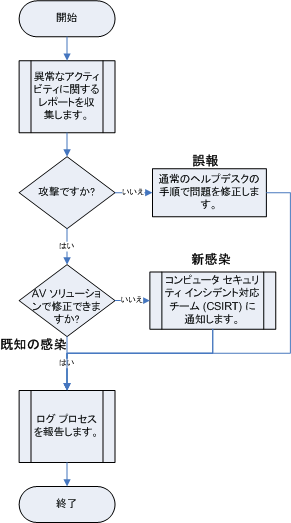 開始
異常なアクティ
ビティに関する
レポートを収
集します。
攻撃ですか?
いいえ
誤報
通常のヘルプデスクの
手順で問題を修正しま
す。
はい
AV ソリューショ
ンで修正できま
すか?
いいえ
新感染
コンピュータ セキュリ
ティ インシデント対応
チーム (CSIRT) に
通知します。
既知の感染
はい
ログ プロセス
を報告します。
終了